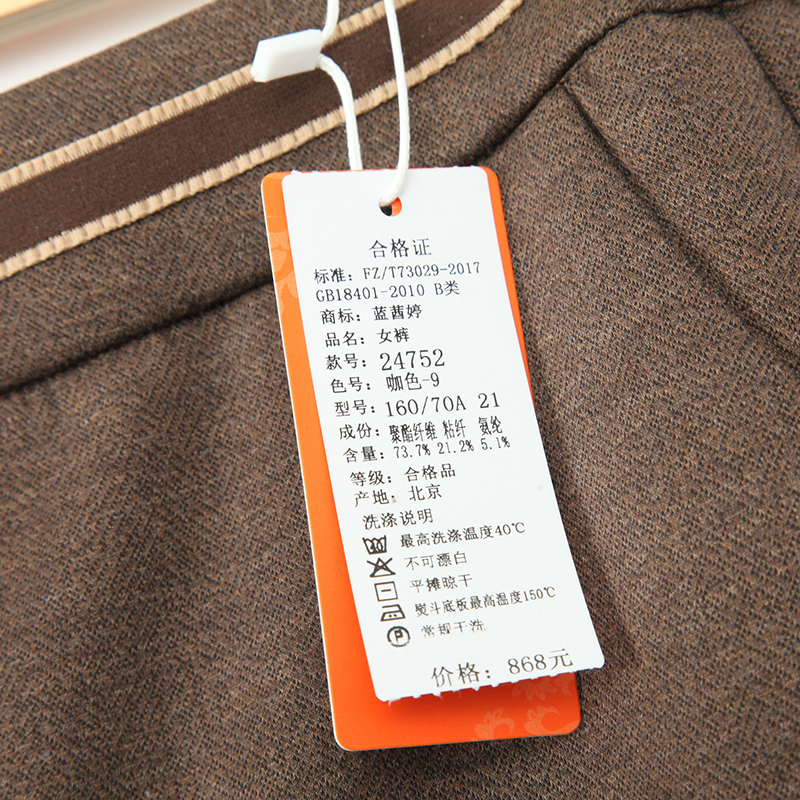 合格证
标准: FZ/T73029-2017
GB18401-2010 B类
商标: 蓝茜婷
品名: 女裤
款号: 24752
色号: 咖色-9
型号: 160/70A 21
成份: 聚酯纤维 粘纤 氨纶
含量: 73.7% 21.2% 5.1%
等级: 合格品
产地: 北京
洗涤说明
40 最高洗涤温度40℃
不可漂白
平摊晾干
熨斗底板最高温度150℃
P 常规干洗
价格: 868元